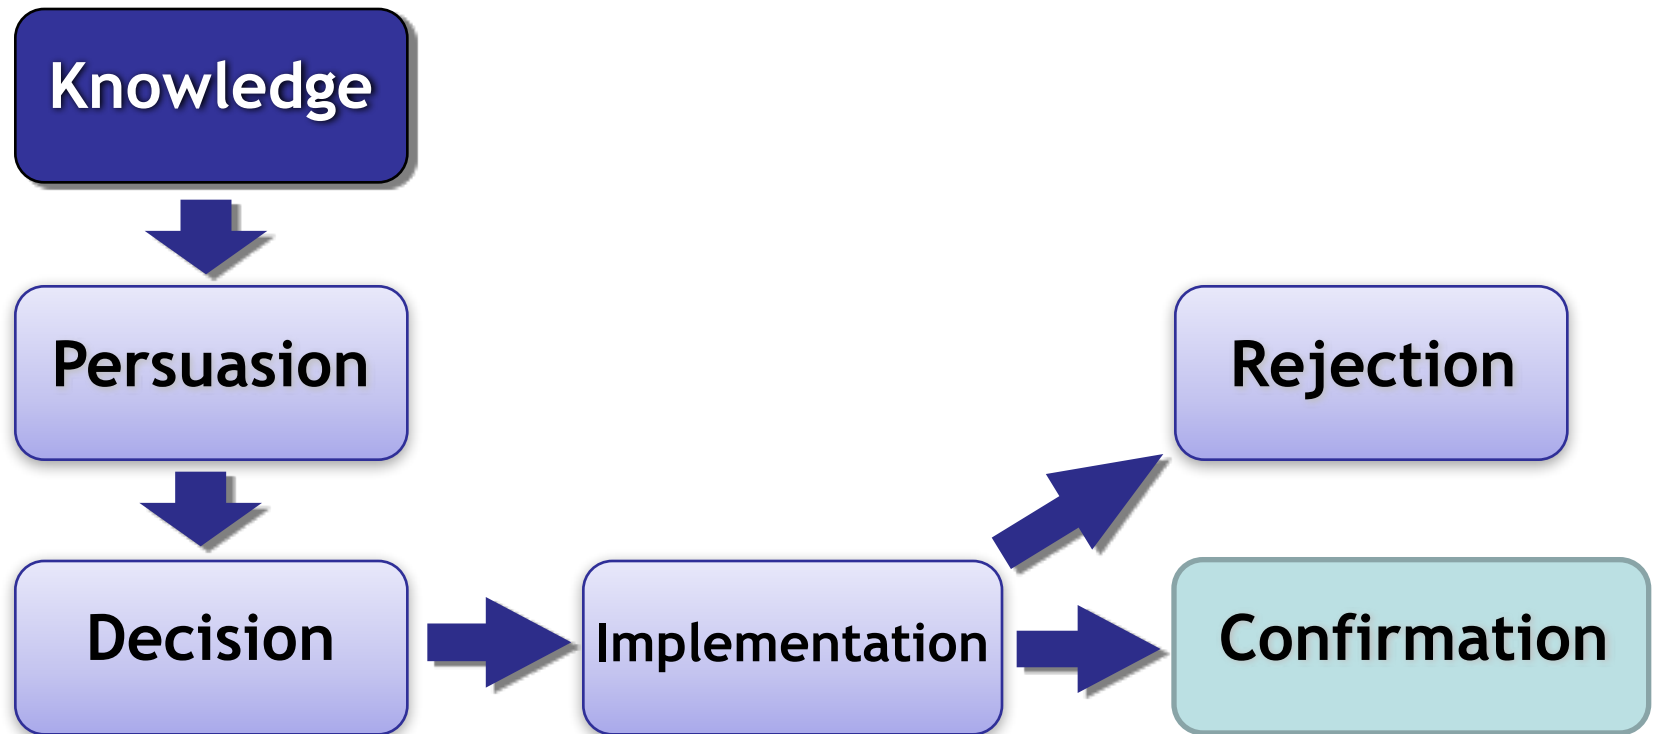 Knowledge
Persuasion
Rejection
Decision
Implementation
Confirmation